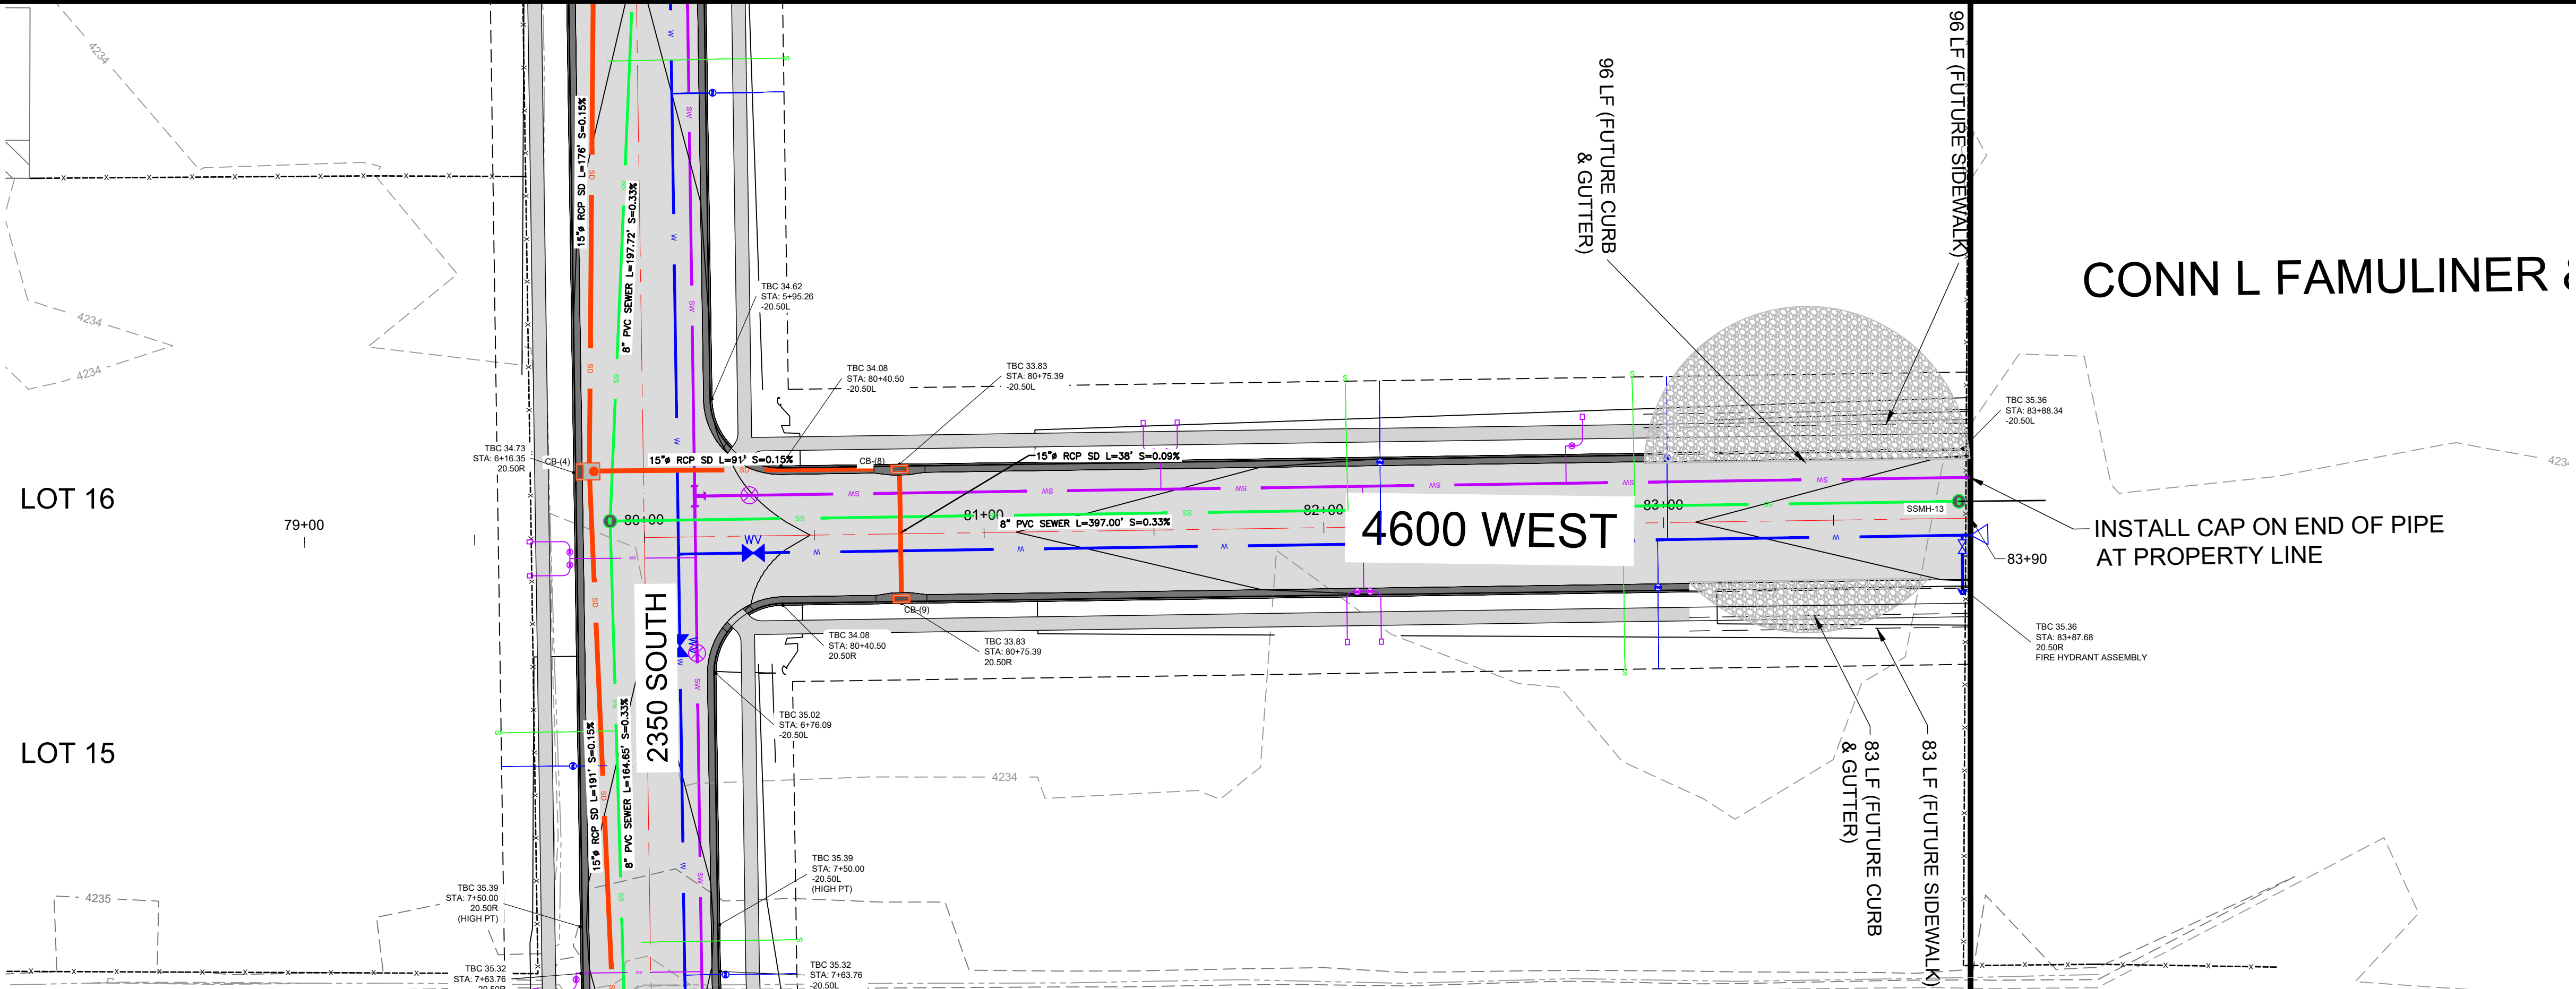 4234
4234
4234
LOT 16
79+00
LOT 15
4235
15"ø RCP SD L=176' S=0.15%
8" PVC SEWER L=197.72' S=0.33%
TBC 34.62
STA: 5+95.26
-20.50L
TBC 34.08
STA: 80+40.50
-20.50L
TBC 33.83
STA: 80+75.39
-20.50L
TBC 34.73
STA: 6+16.35
20.50R
CB-(4)
15"ø RCP SD L=91' S=0.15%
CB-(8)
15"ø RCP SD L=38' S=0.09%
80+00
81+00
82+00
83+00
8" PVC SEWER L=397.00' S=0.33%
4600 WEST
SSMH-13
WV
WV
CB-(9)
2350 SOUTH
TBC 34.08
STA: 80+40.50
20.50R
TBC 33.83
STA: 80+75.39
20.50R
TBC 35.02
STA: 6+76.09
-20.50L
15"ø RCP SD L=191' S=0.15%
8" PVC SEWER L=164.65' S=0.33%
4234
TBC 35.39
STA: 7+50.00
20.50R
(HIGH PT)
TBC 35.39
STA: 7+50.00
-20.50L
(HIGH PT)
TBC 35.32
STA: 7+63.76
20.50R
TBC 35.32
STA: 7+63.76
-20.50L
96 LF (FUTURE CURB
& GUTTER)
96 LF (FUTURE SIDEWALK)
CONN L FAMULINER &
TBC 35.36
STA: 83+88.34
-20.50L
423
INSTALL CAP ON END OF PIPE
AT PROPERTY LINE
83+90
TBC 35.36
STA: 83+87.68
20.50R
FIRE HYDRANT ASSEMBLY
83 LF (FUTURE CURB
& GUTTER)
83 LF (FUTURE SIDEWALK)
SD
SS
W
SW
S
X